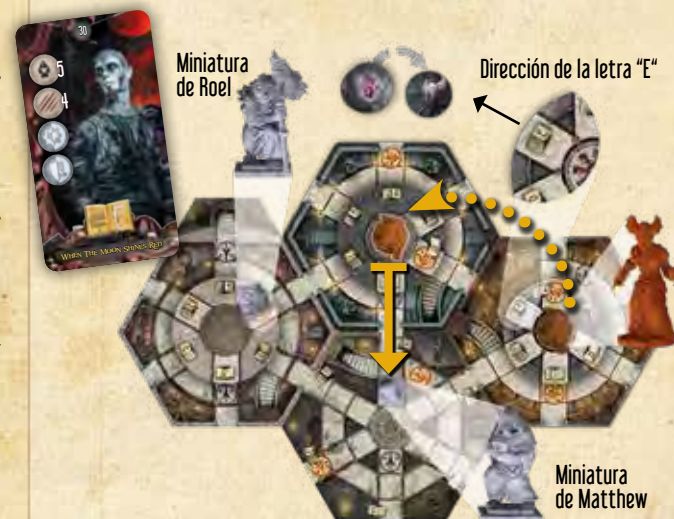 30
5
4
WHEN THE MOON SHINES RED
Miniatura
de Roel
Dirección de la letra “E“
Miniatura
de Matthew